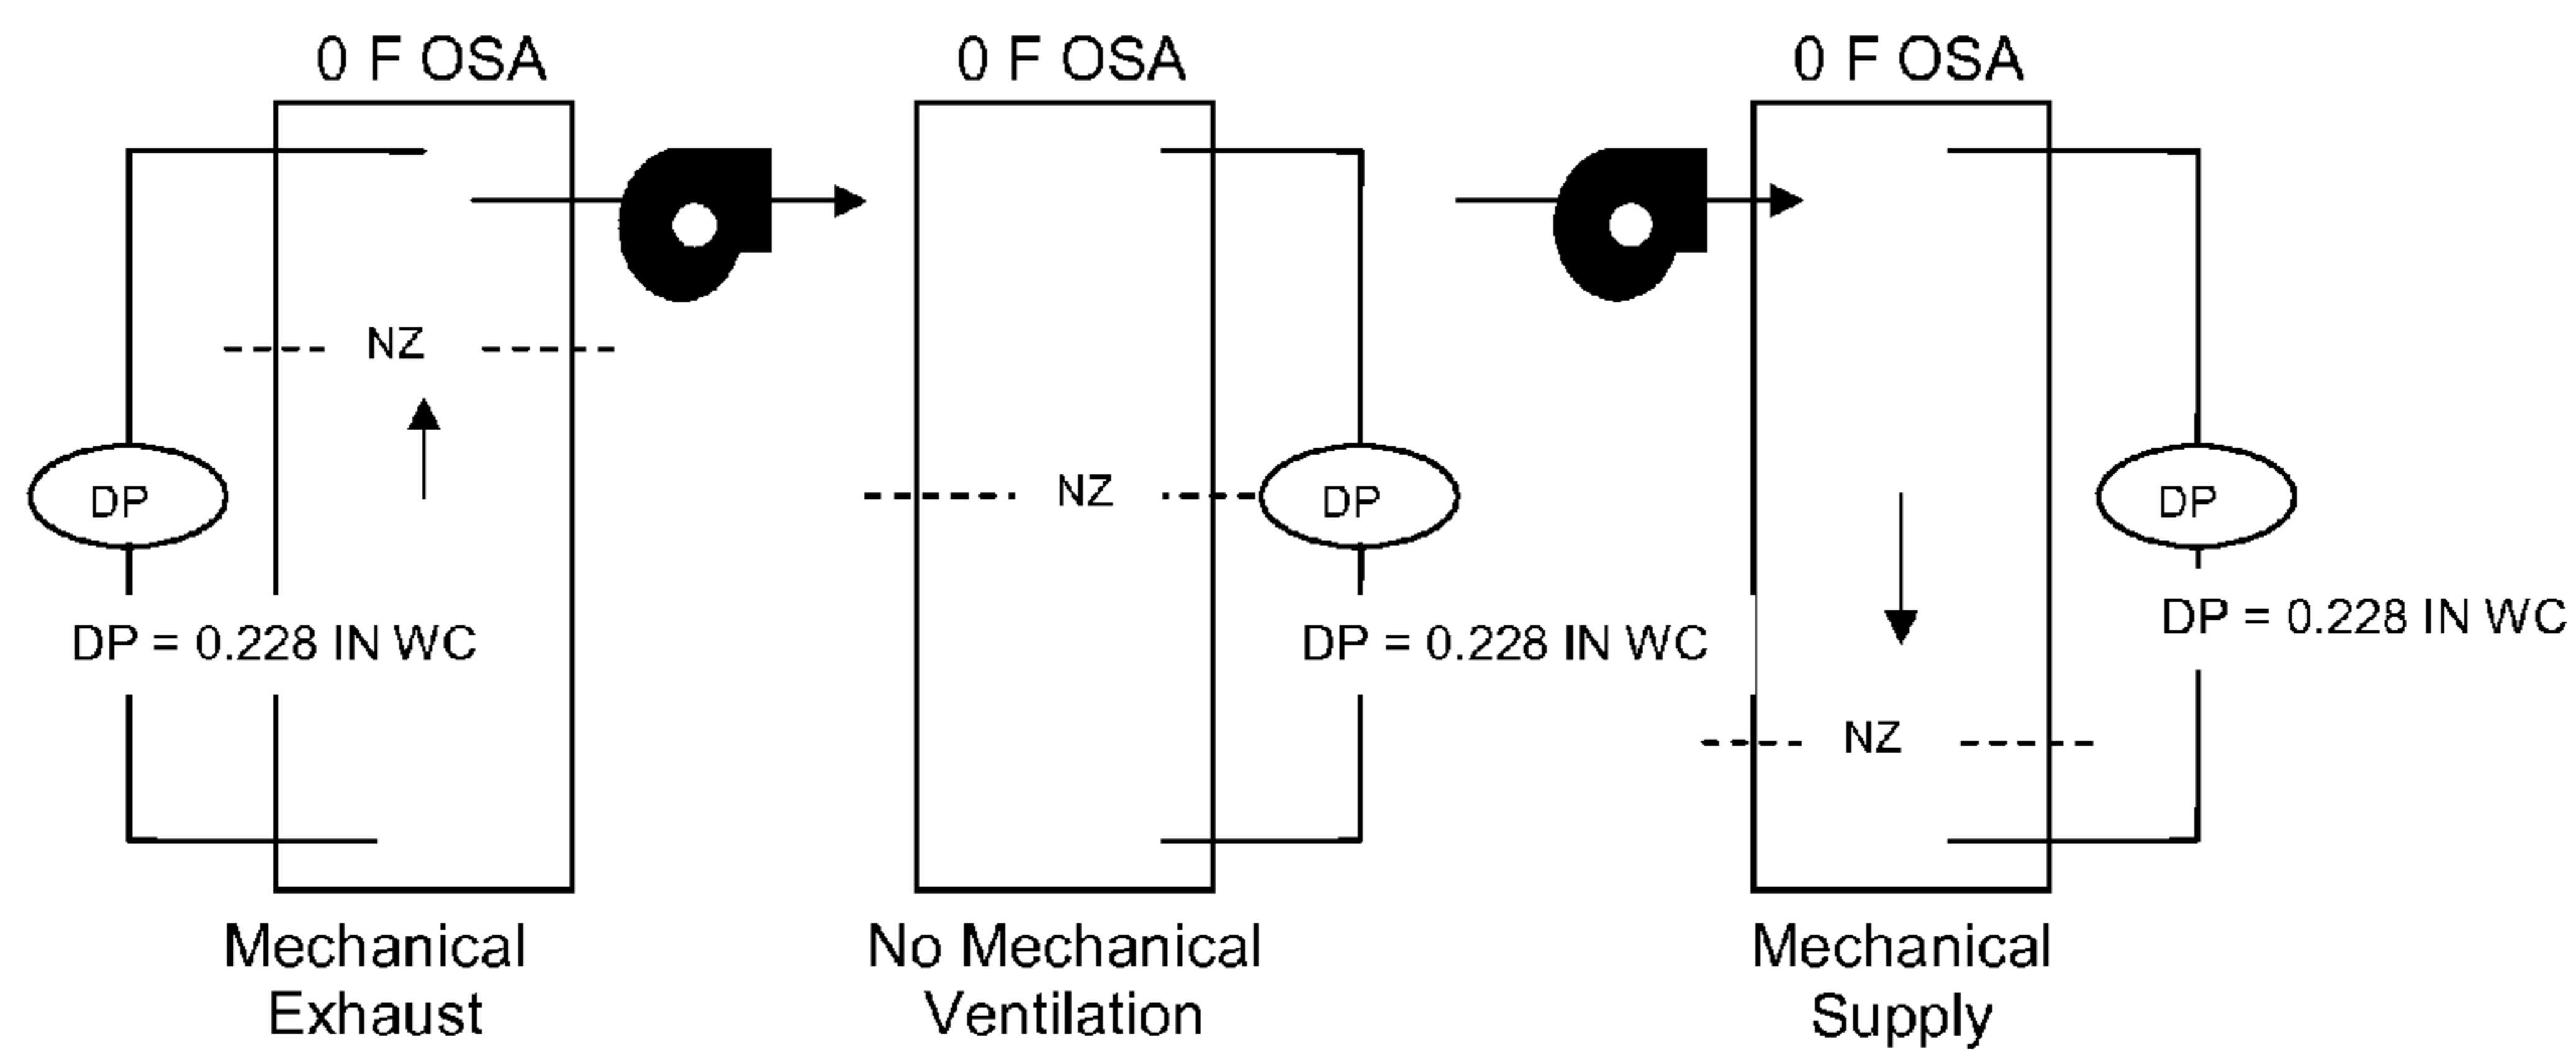 0 F OSA
0 F OSA
0 F OSA
NZ
DP
DP = 0.228 IN WC
Mechanical
Exhaust
NZ
DP
DP = 0.228 IN WC
No Mechanical
Ventilation
DP
DP = 0.228 IN WC
NZ
Mechanical
Supply